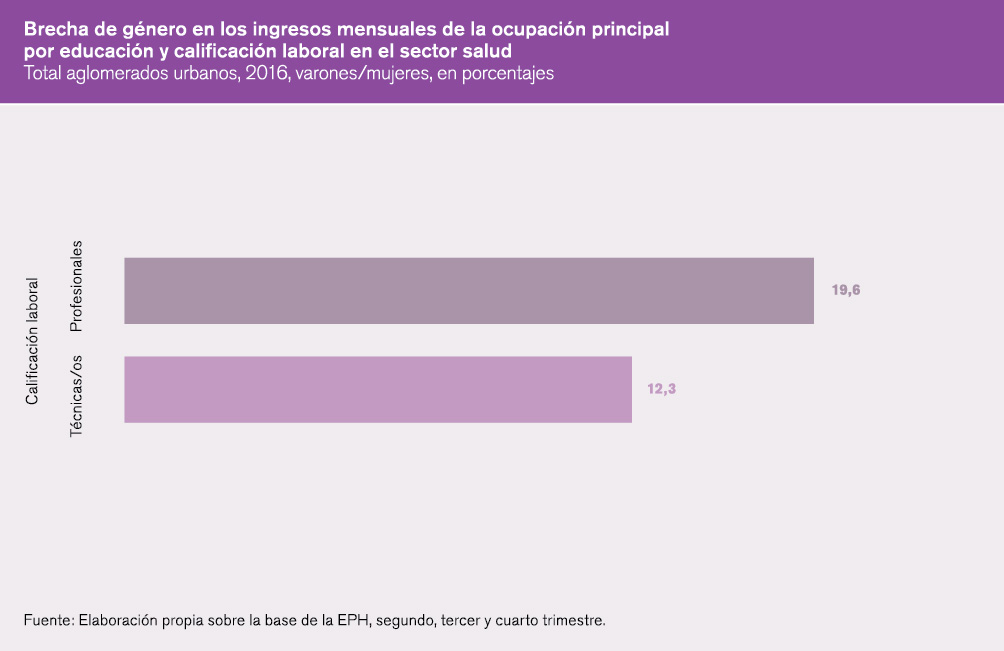 Brecha de género en los ingresos mensuales de la ocupación principal
por educación y calificación laboral en el sector salud
Total aglomerados urbanos, 2016, varones/mujeres, en porcentajes
Calificación laboral
Profesionales
19,6
Técnicas/os
12,3
Fuente: Elaboración propia sobre la base de la EPH, segundo, tercer y cuarto trimestre.